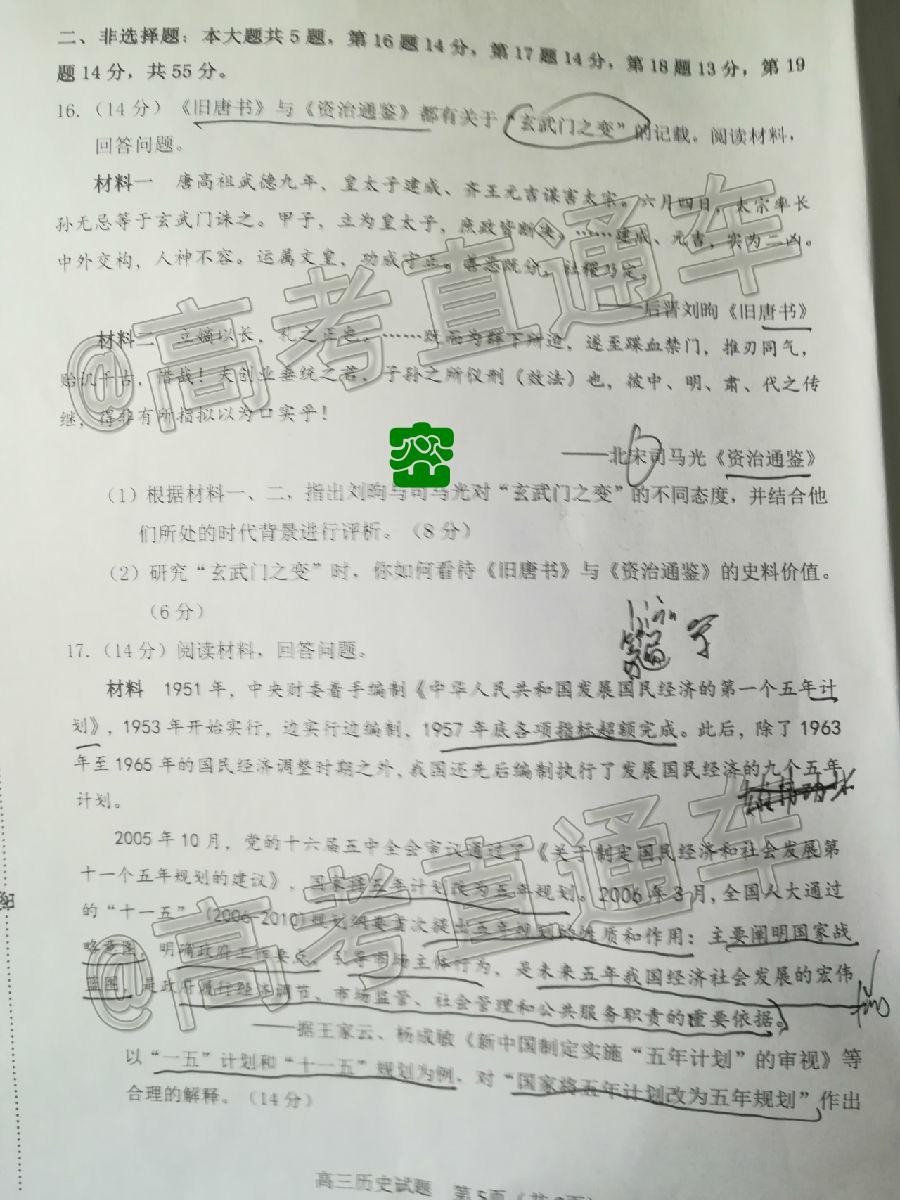 二、非选择题：本大题共5题，第16题14分，第17题14分，第18题13分，第19
题14分，共55分。
16.（14分）《旧唐书》与《资治通鉴》都有关于“玄武门之变”的记载。阅读材料，
回答问题。
材料一 唐高祖武德九年、皇太子建成、齐王元吉谋害太宗。六月四日，太宗率长
孙无忌等于玄武门诛之。甲子，立为皇太子，庶政皆断决。……建成、元吉，实为二凶。
中外交构，人神不容。运属文皇，功成守正。善恶既分，社稷乃定。
——后晋刘昫《旧唐书》
材料二 立嫡以长，礼之正也。……既而为群下所迫，遂至蹀血禁门，推刃同气，
贻讥千古，惜哉！夫创业垂统之君，子孙之所仪刑（效法）也，彼中、明、肃、代之传
继，得非有所指拟以为口实乎！
密
——北宋司马光《资治通鉴》
（1）根据材料一、二，指出刘昫与司马光对“玄武门之变”的不同态度，并结合他
们所处的时代背景进行评析。（8分）
（2）研究“玄武门之变”时，你如何看待《旧唐书》与《资治通鉴》的史料价值。
（6分）
17.（14分）阅读材料，回答问题。
材料 1951年，中央财委着手编制《中华人民共和国发展国民经济的第一个五年计
划》，1953年开始实行，边实行边编制，1957年底各项指标超额完成。此后，除了1963
年至1965年的国民经济调整时期之外，我国还先后编制执行了发展国民经济的九个五年
计划。
2005年10月，党的十六届五中全会审议通过了《关于制定国民经济和社会发展第
十一个五年规划的建议》，国家将五年计划改为五年规划。2006年3月，全国人大通过
的“十一五”（2006-2010）规划纲要首次提出五年规划的性质和作用：主要阐明国家战
略意图，明确政府工作重点，引导市场主体行为，是未来五年我国经济社会发展的宏伟
蓝图，是政府履行经济调节、市场监管、社会管理和公共服务职责的重要依据。
——据王家云、杨成敏《新中国制定实施“五年计划”的审视》等
以“一五”计划和“十一五”规划为例，对“国家将五年计划改为五年规划”作出
合理的解释。（14分）
高三历史试题 第5页（共
@高考直通车
@高考直通车